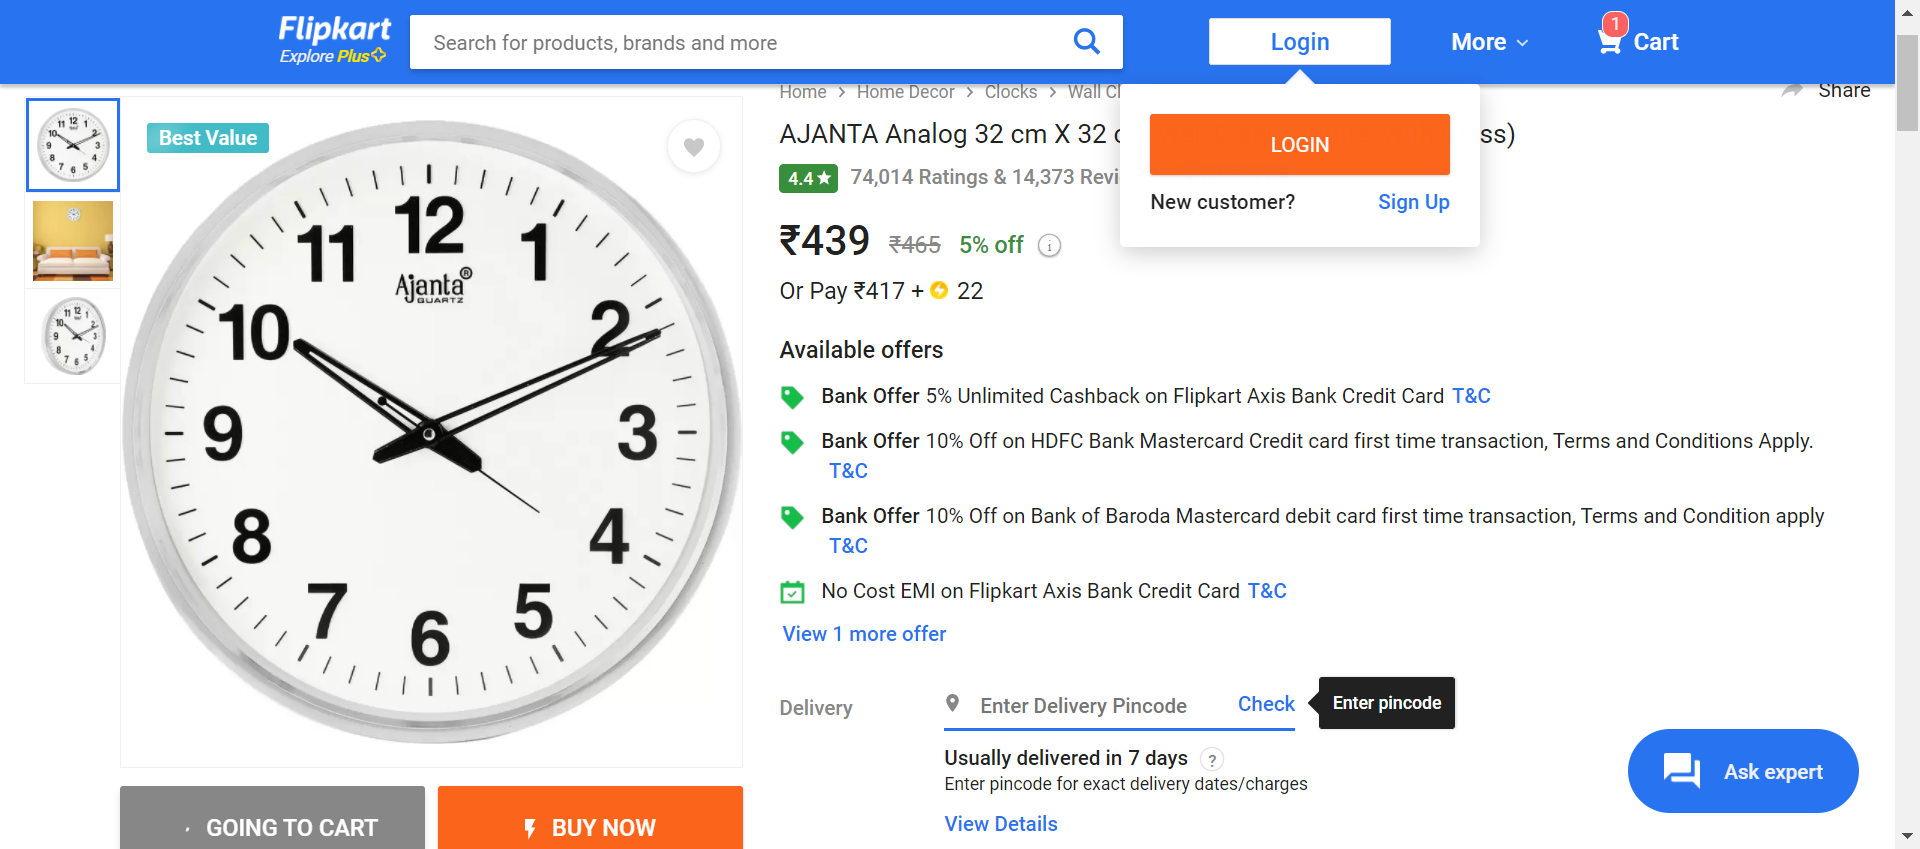 Flipkart
Explore Plus
Search for products, brands and more
Login
More
1
Cart
Home
Home Decor
Clocks
Wall
Share
LOGIN
New customer?
Sign Up
Best Value
AJANTA Analog 32 cm X 32
ss)
4.4
74,014 Ratings & 14,373
₹439
₹465
5% off
i
Or Pay ₹417 + 22
Available offers
Bank Offer 5% Unlimited Cashback on Flipkart Axis Bank Credit Card T&C
Bank Offer 10% Off on HDFC Bank Mastercard Credit card first time transaction, Terms and Conditions Apply.
T&C
Bank Offer 10% Off on Bank of Baroda Mastercard debit card first time transaction, Terms and Condition apply
T&C
No Cost EMI on Flipkart Axis Bank Credit Card T&C
View 1 more offer
Delivery
Enter Delivery Pincode
Check
Enter pincode
Usually delivered in 7 days
?
Enter pincode for exact delivery dates/charges
View Details
Ask expert
12
11
1
Ajanta®
QUARTZ
10
2
9
3
8
4
7
5
6
GOING TO CART
BUY NOW